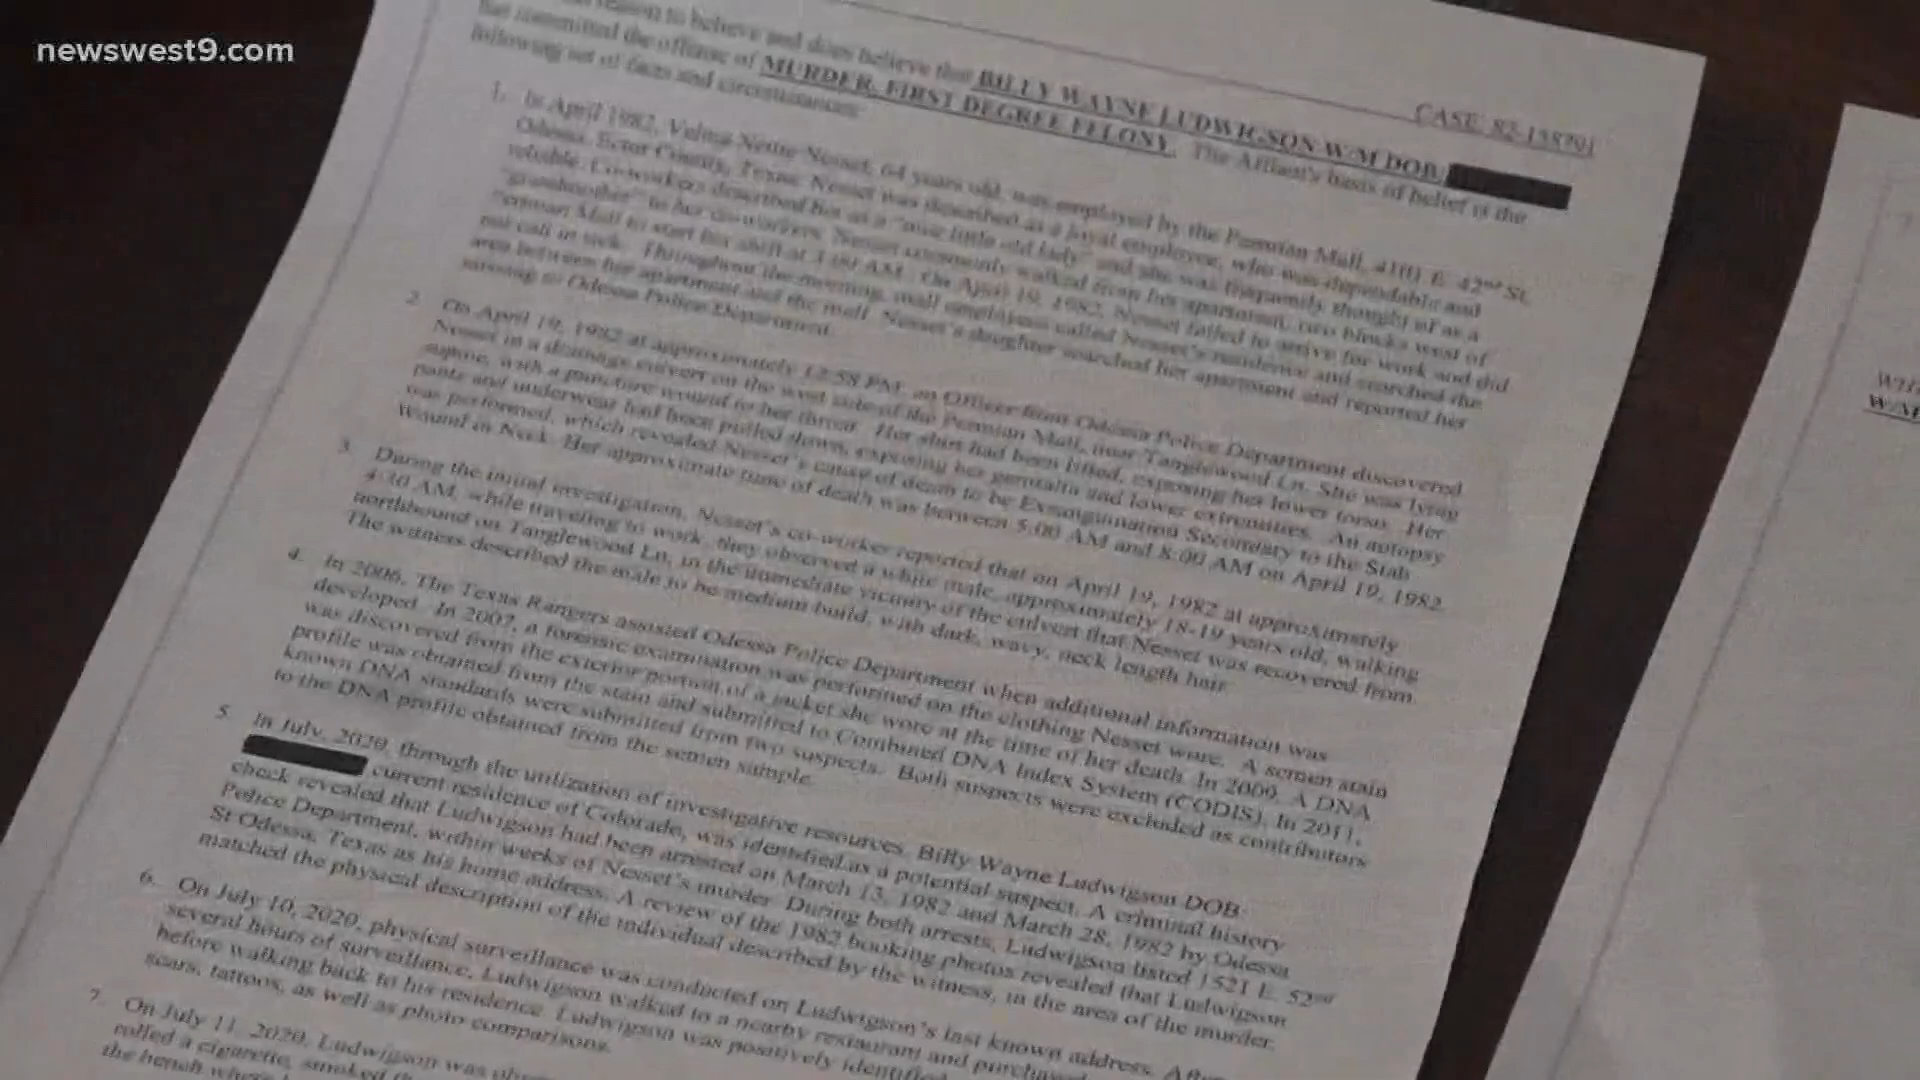 newswest9.com
CASE 82-138791
reason to believe and does believe that BILLY WAYNE LUDWIGSON W/M DOB:
committed the offense of MURDER, FIRST DEGREE FELONY. The Affiant's basis of belief is the
following set of facts and circumstances:
1. In April 1982, Velma Nesset, 64 years old, was employed by the Permian Mall, 4101 E. 42nd St,
Odessa, Ector County, Texas. Nesset was described as a loyal employee, who was dependable and
reliable. Co-workers described her as a "nice little old lady" and she was frequently thought of as a
"grandmother" to her co-workers. Nesset commonly walked from her apartment, two blocks west of
Permian Mall to start her shift at AM. On April 19, 1982, Nesset failed to arrive for work and did
not call in sick. Throughout the morning, mall employees called Nesset's residence and searched the
area between her apartment and the mall. Nesset's daughter searched her apartment and reported her
missing to Odessa Police Department.
2. On April 19, 1982 at approximately 12:58 PM, an Officer from Odessa Police Department discovered
Nesset in a drainage culvert on the west side of the Permian Mall, near Tanglewood Ln. She was lying
supine, with a puncture wound to her throat. Her shirt had been lifted, exposing her lower torso. Her
pants and underwear had been pulled down, exposing her genitalia and lower extremities. An autopsy
was performed, which revealed Nesset's cause of death to be Exsanguination Secondary to the Stab
Wound in Neck. Her approximate time of death was between 5:00 AM and 8:00 AM on April 19, 1982.
3. During the initial investigation, Nesset's co-worker reported that on April 19, 1982 at approximately
4:30 AM, while traveling to work, they observed a white male, approximately 18-19 years old, walking
northbound on Tanglewood Ln, in the immediate vicinity of the culvert that Nesset was recovered from.
The witness described the male to be medium build, with dark, wavy, neck length hair.
4. In 2006, The Texas Rangers assisted Odessa Police Department when additional information was
developed. In 2007, a forensic examination was performed on the clothing Nesset wore. A semen stain
was discovered from the exterior portion of a jacket she wore at the time of her death. In 2009, A DNA
profile was obtained from the stain and submitted to Combined DNA Index System (CODIS). In 2011,
known DNA standards were submitted from two suspects. Both suspects were excluded as contributors
to the DNA profile obtained from the semen sample.
5. In July, 2020, through the utilization of investigative resources, Billy Wayne Ludwigson DOB:
current residence of Colorado, was identified as a potential suspect. A criminal history
check revealed that Ludwigson had been arrested on March 13, 1982 and March 28, 1982 by Odessa
Police Department, within weeks of Nesset's murder. During both arrests, Ludwigson listed 1521 E. 52nd
St Odessa, Texas as his home address. A review of the 1982 booking photos revealed that Ludwigson
matched the physical description of the individual described by the witness, in the area of the murder.
6. On July 10, 2020, physical surveillance was conducted on Ludwigson's last known address. After
several hours of surveillance, Ludwigson walked to a nearby restaurant and purchased
before walking back to his residence. Ludwigson was positively identified
scars, tattoos, as well as photo comparisons.
7. On July 11, 2020, Ludwigson was
rolled a cigarette, smoked
the bench where
W/M